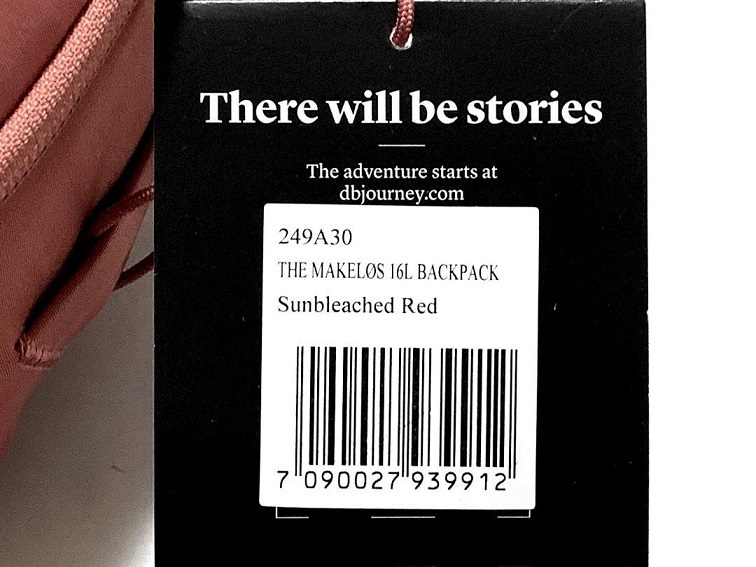 There will be stories
The adventure starts at
dbjourney.com
249A30
THE MAKELØS 16L BACKPACK
Sunbleached Red
7 090027 939912